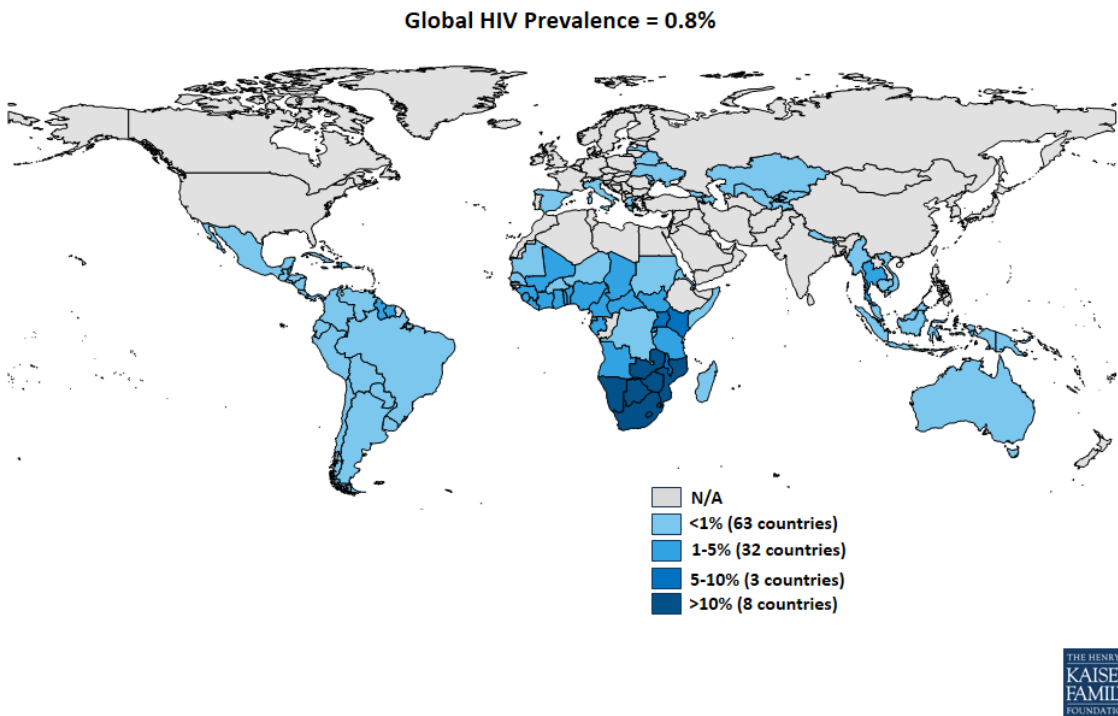 Global HIV Prevalence = 0.8%
N/A
<1% (63 countries)
1-5% (32 countries)
5-10% (3 countries)
>10% (8 countries)
THE HENRY
KAISE
FAMIL
FOUNDATIO